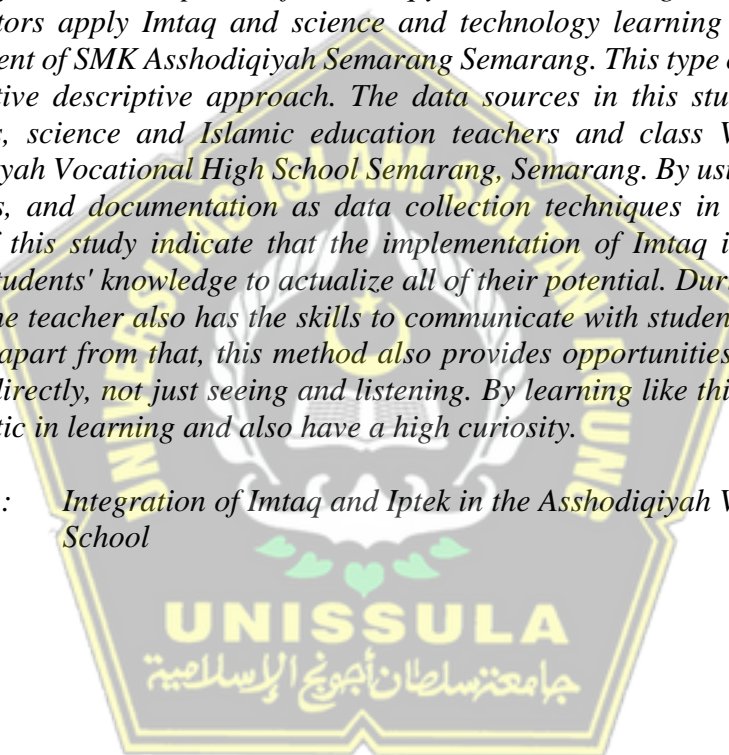 tors apply Imtaq and science and technology learning
ent of SMK Asshodiqiyah Semarang Semarang. This type
tive descriptive approach. The data sources in this stu
s, science and Islamic education teachers and class V
yah Vocational High School Semarang, Semarang. By usi
s, and documentation as data collection techniques in
f this study indicate that the implementation of Imtaq i
tudents' knowledge to actualize all of their potential. Dur
he teacher also has the skills to communicate with studen
apart from that, this method also provides opportunities
directly, not just seeing and listening. By learning like thi
tic in learning and also have a high curiosity.
: Integration of Imtaq and Iptek in the Asshodiqiyah V
School
UNIVERSITAS ISLAM SULTAN AGUNG
UNISSULA
جامعة سلطان أجونج الإسلامية